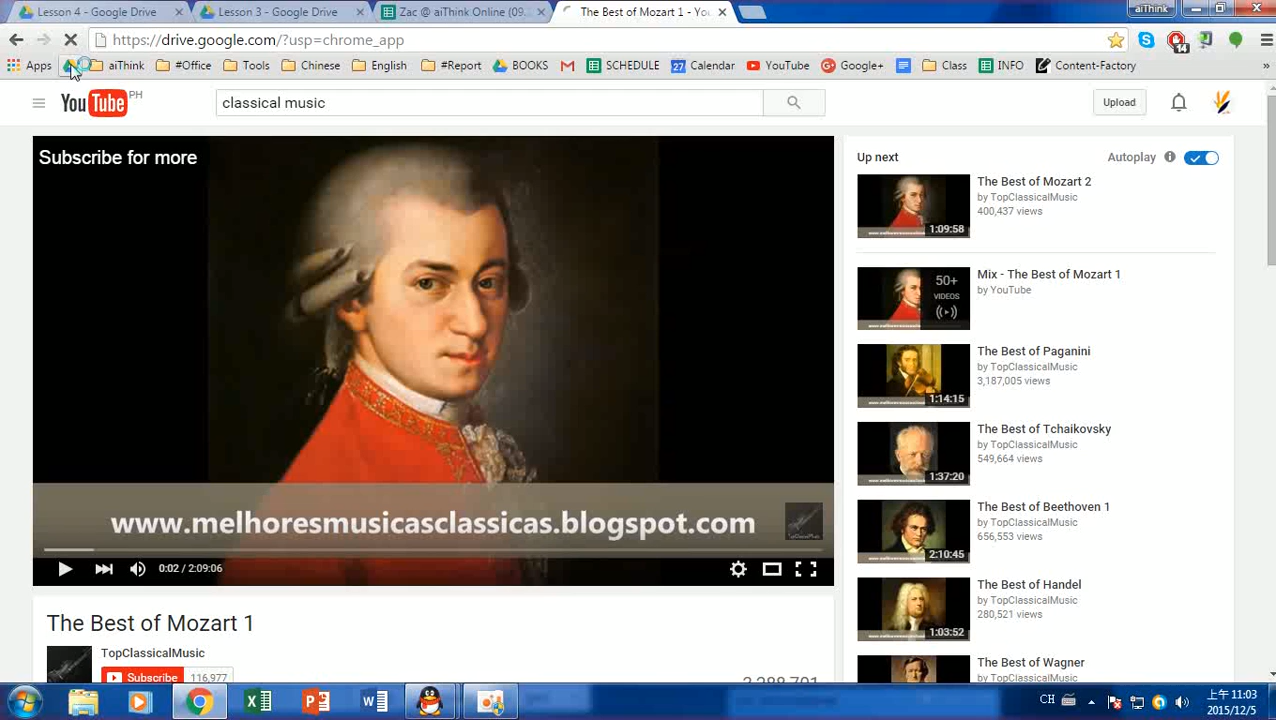 Lesson 4 - Google Drive
Lesson 3 - Google Drive
Zac @ aiThink Online (09.
The Best of Mozart 1 - Yo
aiThink
https://drive.google.com/?usp=chrome_app
14
Apps
aiThink
#Office
Tools
Chinese
English
#Report
BOOKS
SCHEDULE
27 Calendar
YouTube
Google+
Class
INFO
Content-Factory
»
YouTube PH
classical music
Upload
Subscribe for more
www.melhoresmusicasclassicas.blogspot.com
0:02 / 2:09:06
The Best of Mozart 1
TopClassicalMusic
Subscribe 116,977
Up next
Autoplay
The Best of Mozart 2
by TopClassicalMusic
400,437 views
1:09:58
Mix - The Best of Mozart 1
by YouTube
50+
VIDEOS
The Best of Paganini
by TopClassicalMusic
3,187,005 views
1:14:15
The Best of Tchaikovsky
by TopClassicalMusic
549,664 views
1:37:20
The Best of Beethoven 1
by TopClassicalMusic
656,553 views
2:10:45
The Best of Handel
by TopClassicalMusic
280,521 views
1:03:52
The Best of Wagner
by TopClassicalMusic
CH
上午 11:03
2015/12/5